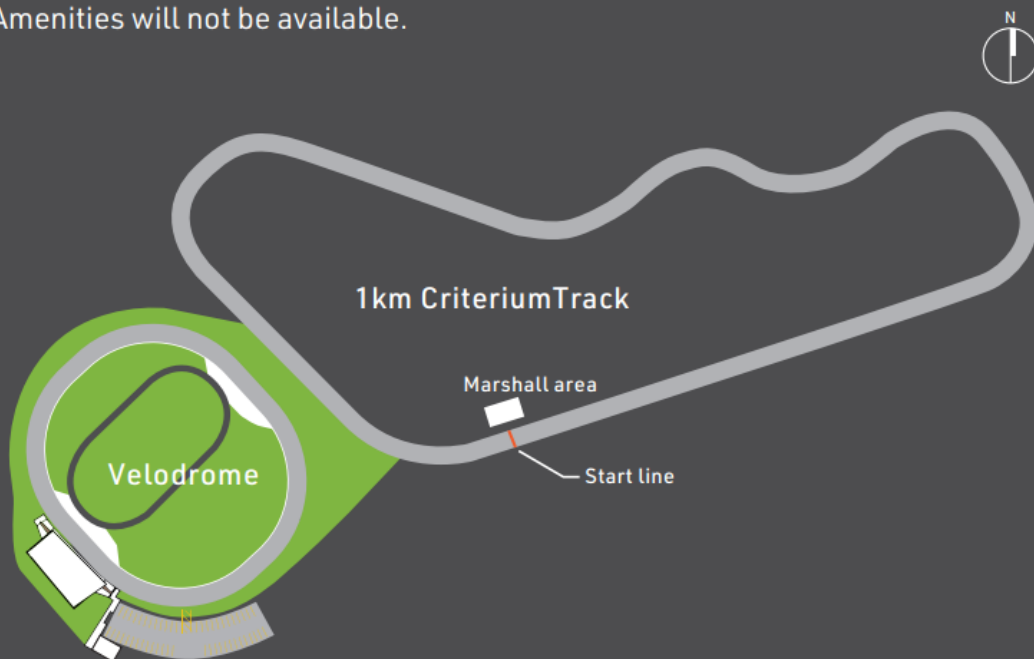 Amenities will not be available.
N
1km CriteriumTrack
Marshall area
Velodrome
Start line